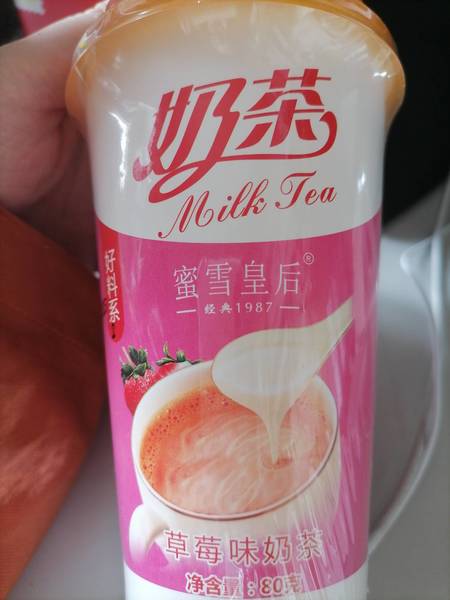 奶茶
Milk Tea
好料系
蜜雪皇后®
经典1987
草莓味奶茶
净含量:80克